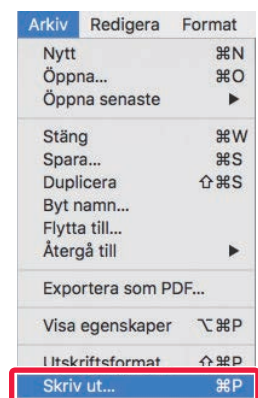 Arkiv Redigera Format
Nytt ⌘N
Öppna... ⌘O
Öppna senaste ▶
Stäng ⌘W
Spara... ⌘S
Duplicera ⇧⌘S
Byt namn...
Flytta till...
Återgå till ▶
Exportera som PDF...
Visa egenskaper ⌥⌘P
Utskriftsformat ⇧⌘P
Skriv ut... ⌘P